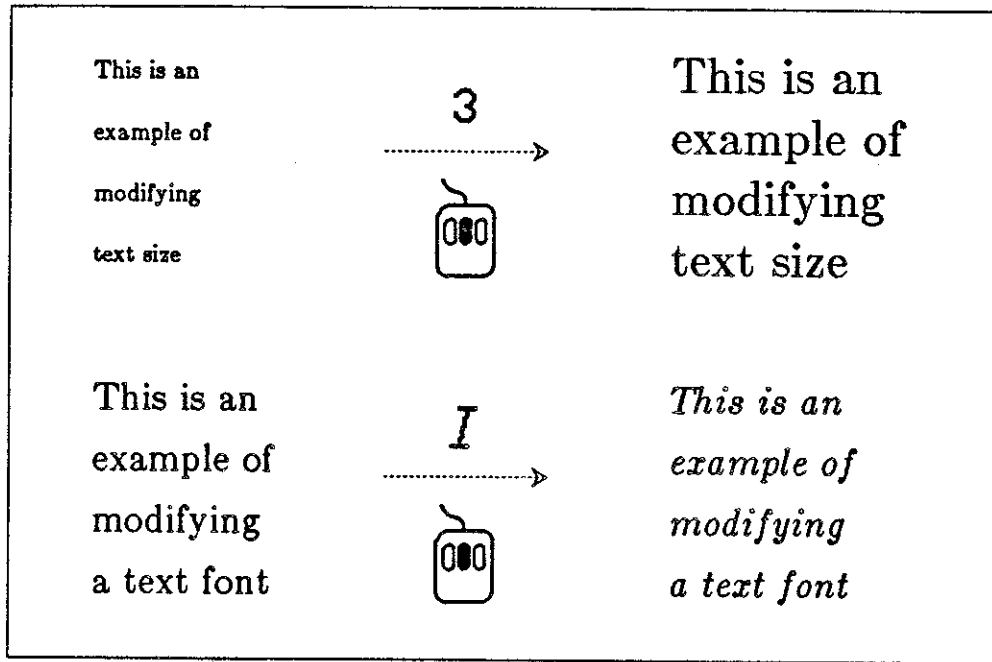 This is an
example of
modifying
text size
3
This is an
example of
modifying
text size
This is an
example of
modifying
a text font
I
This is an
example of
modifying
a text font